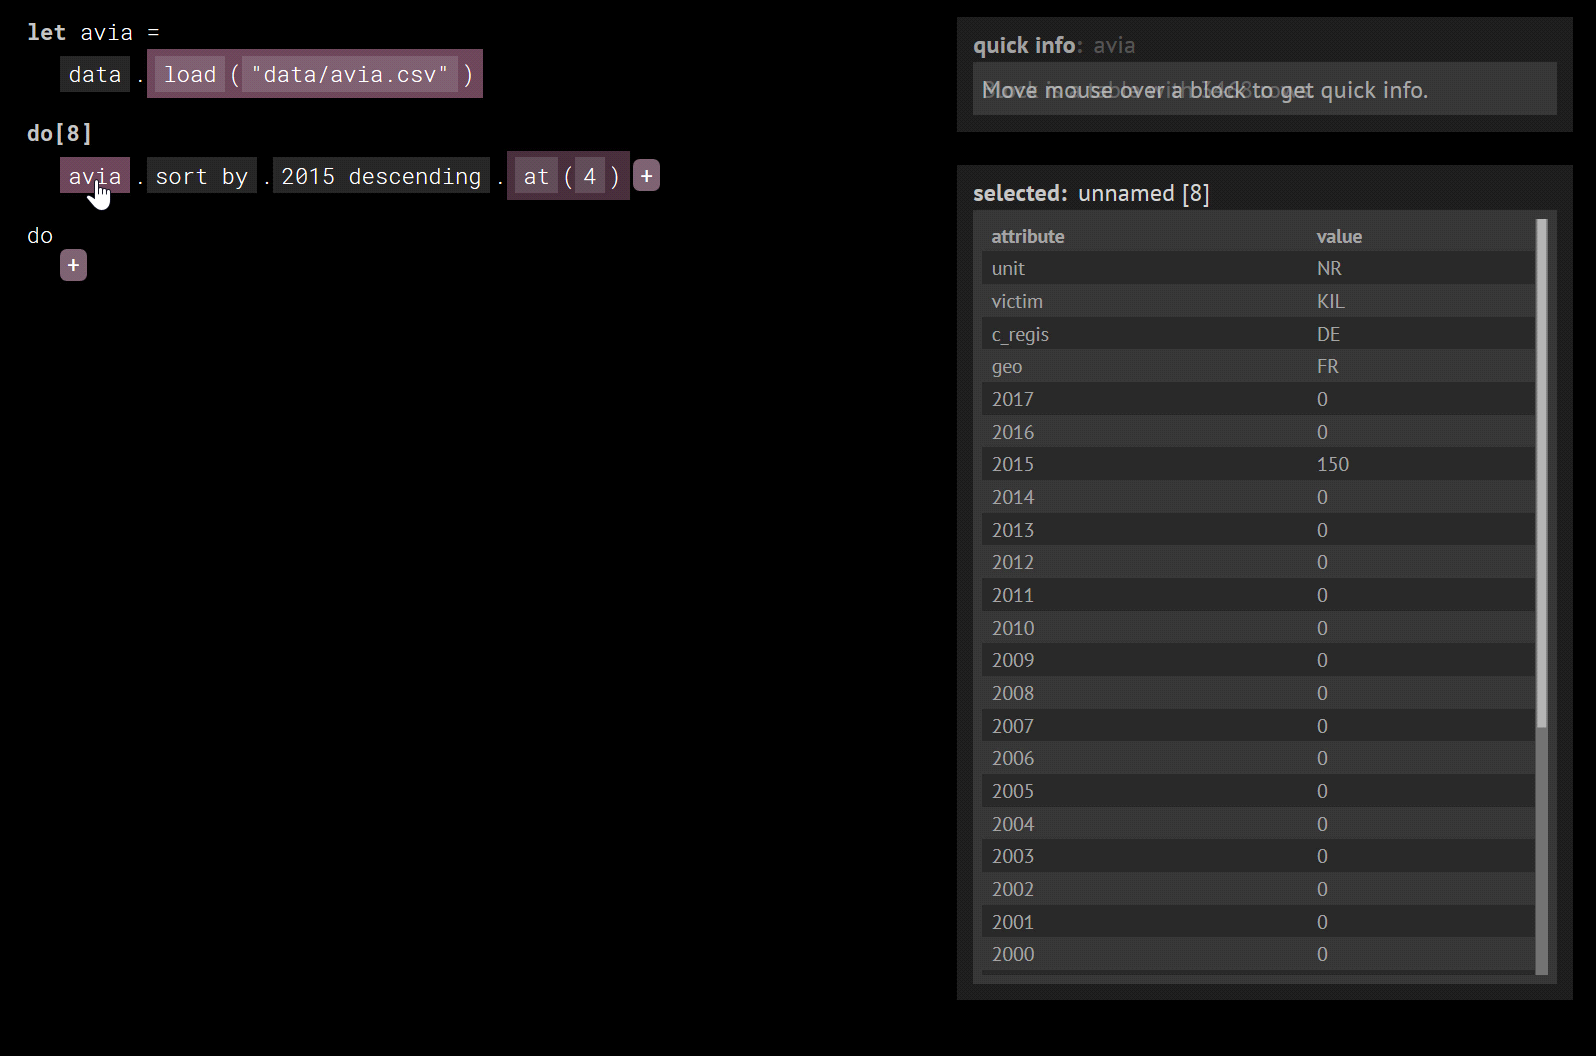 let avia =
data . load ( "data/avia.csv" )
do[8]
avia . sort by . 2015 descending . at ( 4 ) +
do
+
quick info: avia
Move mouse over a block to get quick info.
selected: unnamed [8]
attribute value
unit NR
victim KIL
c_regis DE
geo FR
2017 0
2016 0
2015 150
2014 0
2013 0
2012 0
2011 0
2010 0
2009 0
2008 0
2007 0
2006 0
2005 0
2004 0
2003 0
2002 0
2001 0
2000 0